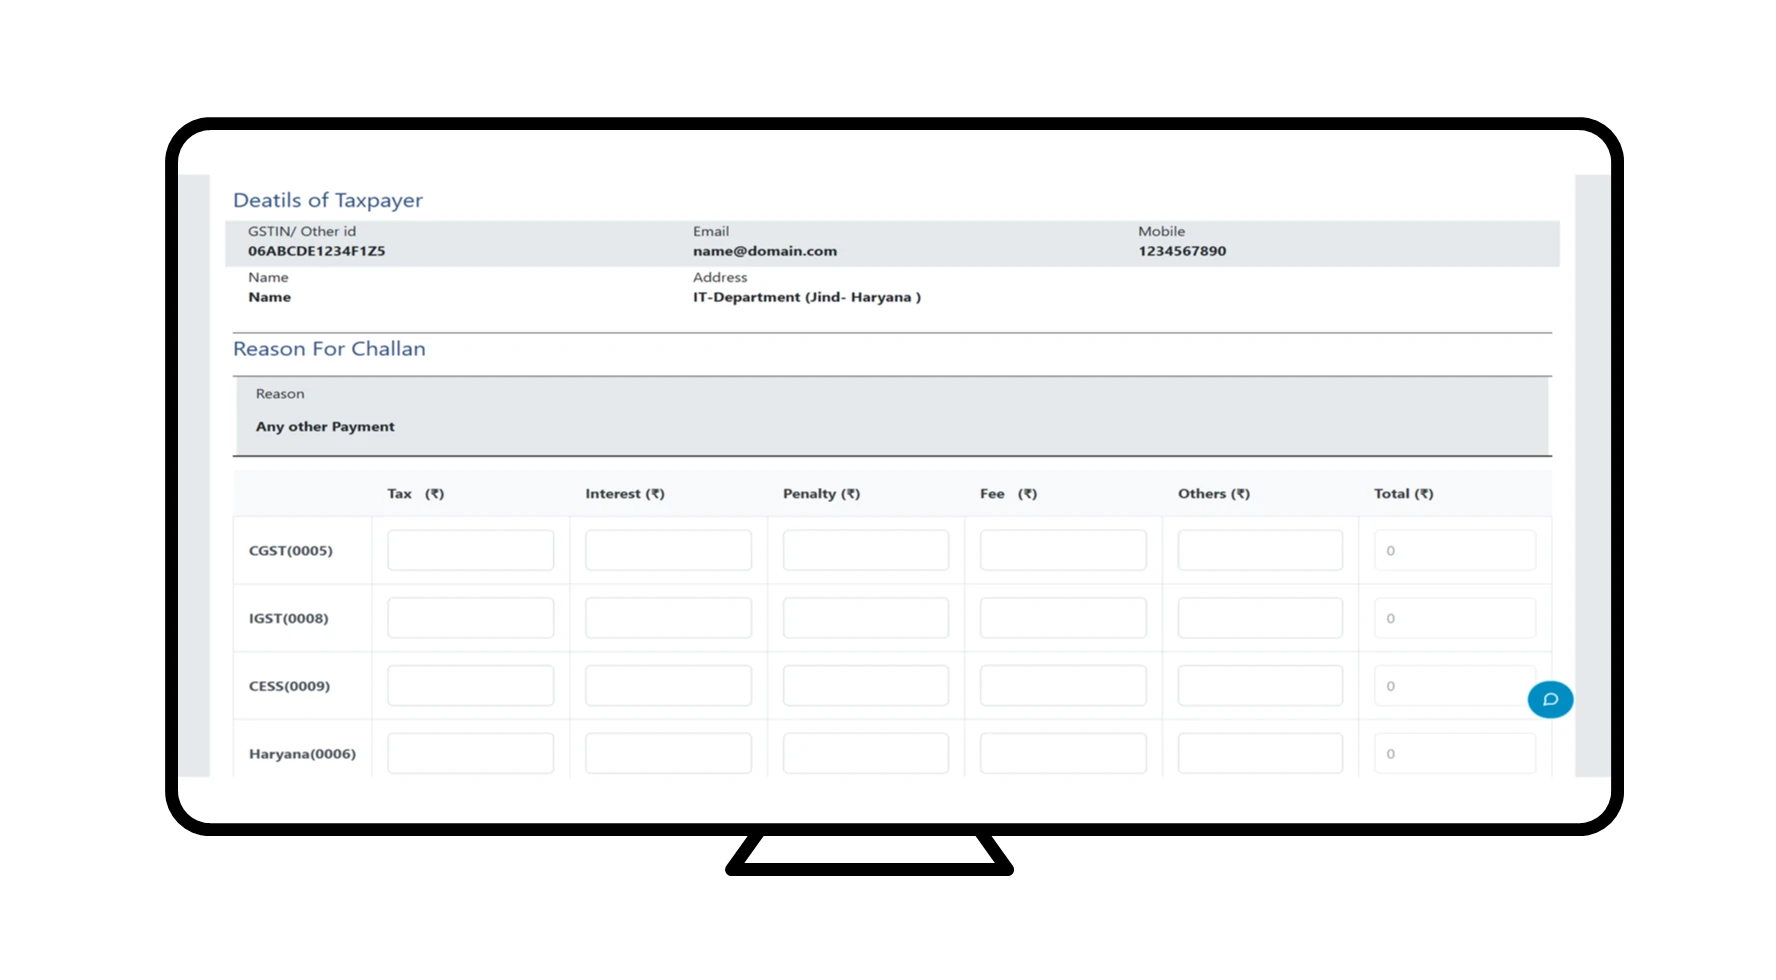 Deatils of Taxpayer
GSTIN/ Other id Email Mobile
06ABCDE1234F1Z5 name@domain.com 1234567890
Name Address
Name IT-Department (Jind- Haryana )
Reason For Challan
Reason
Any other Payment
Tax (₹) Interest (₹) Penalty (₹) Fee (₹) Others (₹) Total (₹)
CGST(0005) 0
IGST(0008) 0
CESS(0009) 0
Haryana(0006) 0